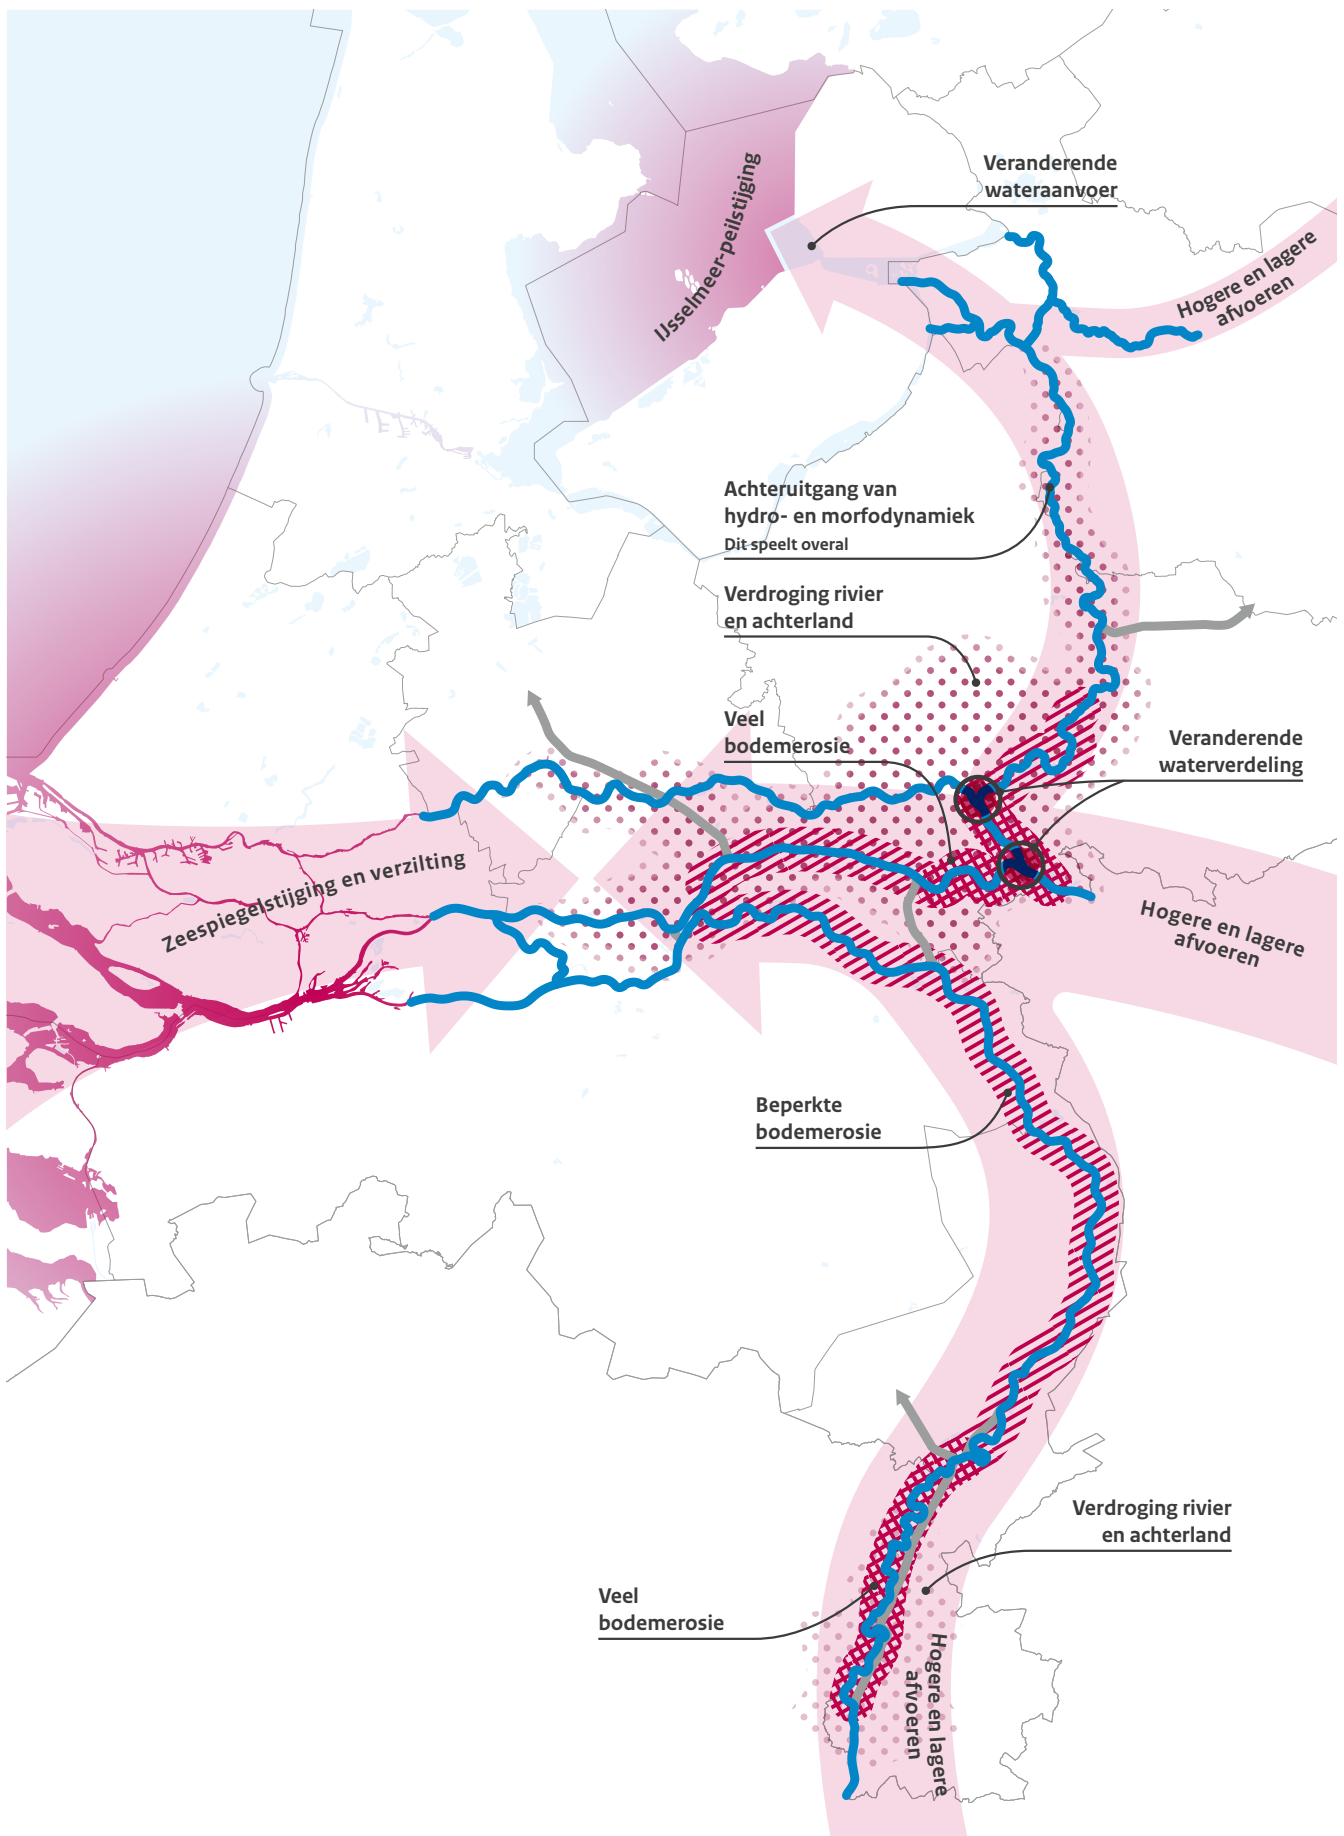 Veranderende
wateraanvoer
IJsselmeer-peilstijging
Hogere en lagere
afvoeren
Achteruitgang van
hydro- en morfodynamiek
Dit speelt overal
Verdroging rivier
en achterland
Veel
bodemerosie
Veranderende
waterverdeling
Zeespiegelstijging en verzilting
Hogere en lagere
afvoeren
Beperkte
bodemerosie
Verdroging rivier
en achterland
Veel
bodemerosie
Hogere en lagere
afvoeren